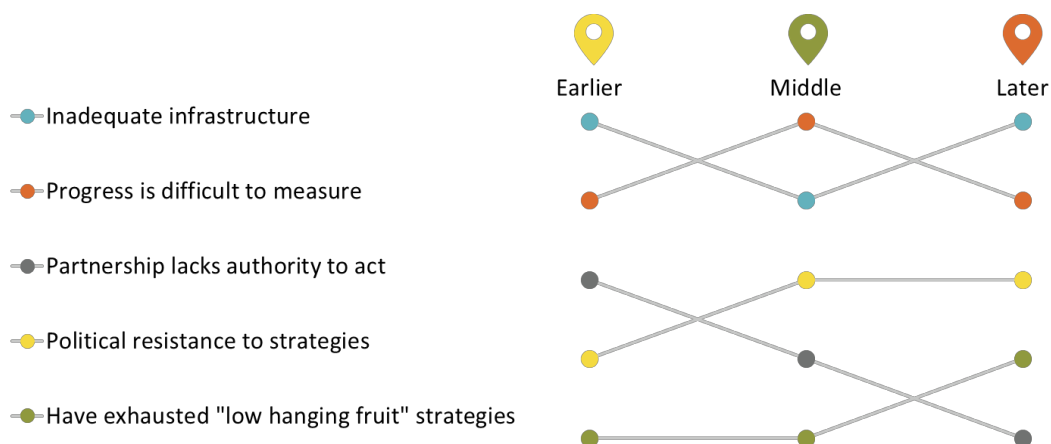 Earlier
Middle
Later
Inadequate infrastructure
Progress is difficult to measure
Partnership lacks authority to act
Political resistance to strategies
Have exhausted "low hanging fruit" strategies